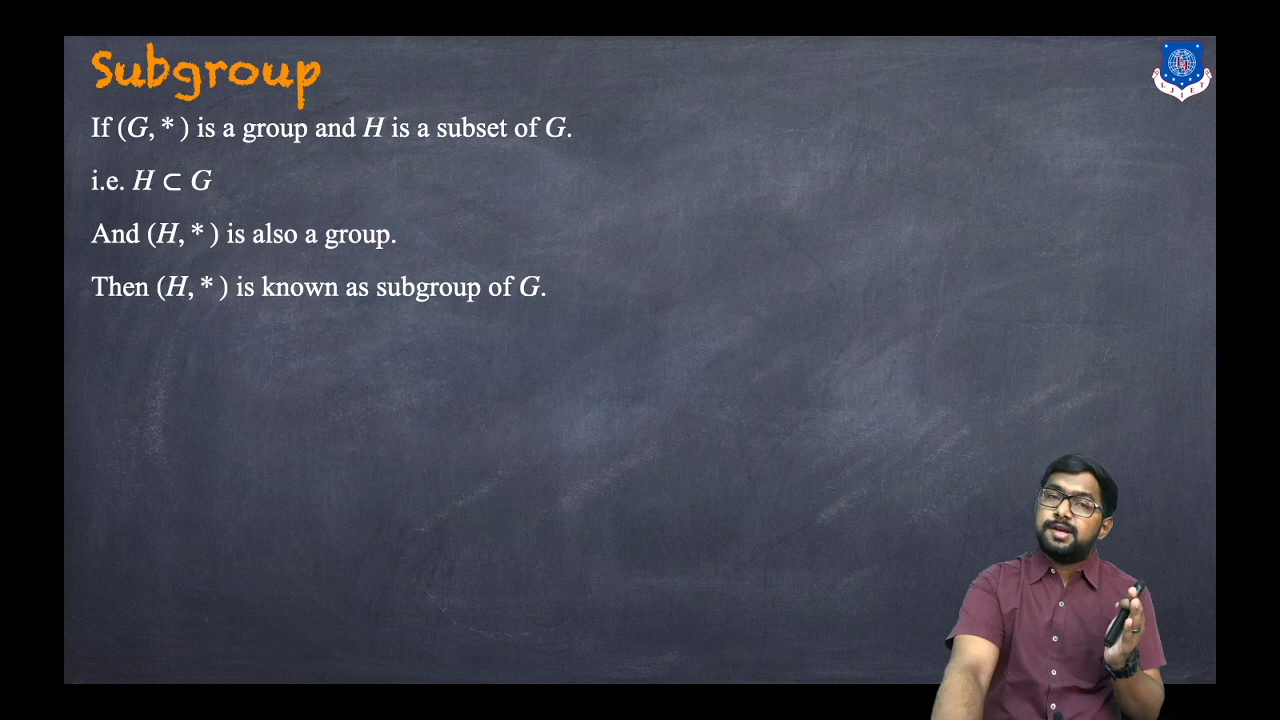 Subgroup
If (G, * ) is a group and H is a subset of G.
i.e. H ⊂ G
And (H, * ) is also a group.
Then (H, * ) is known as subgroup of G.
L J I E T